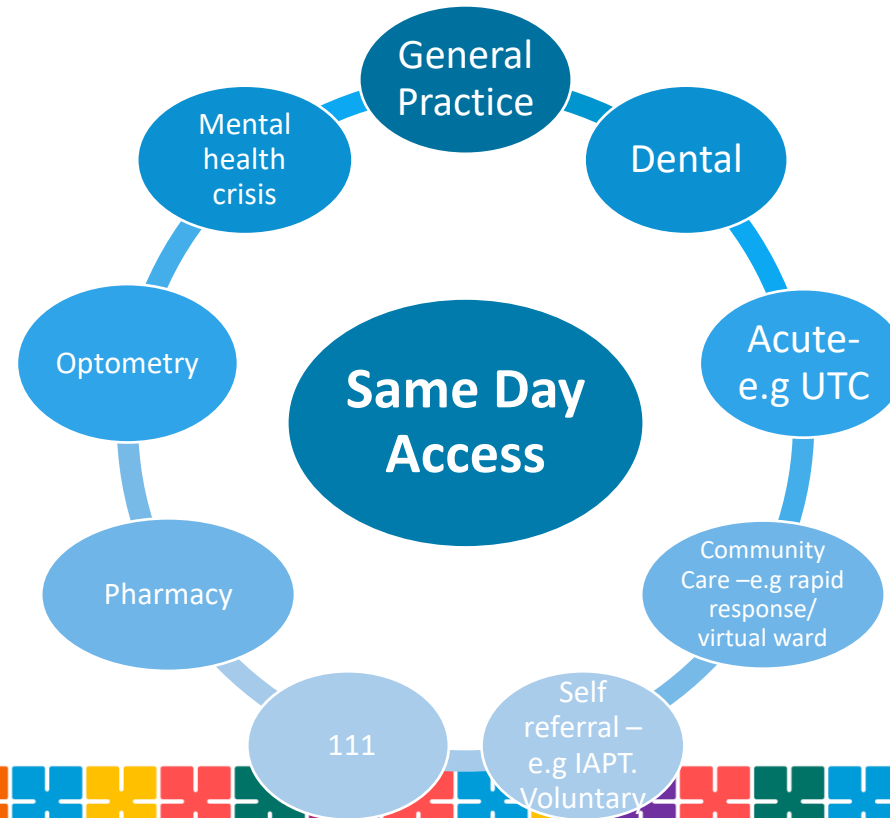 General
Practice
Dental
Acute-
e.g UTC
Community
Care –e.g rapid
response/
virtual ward
Self
referral –
e.g IAPT.
Voluntary
111
Pharmacy
Optometry
Mental
health
crisis
Same Day
Access